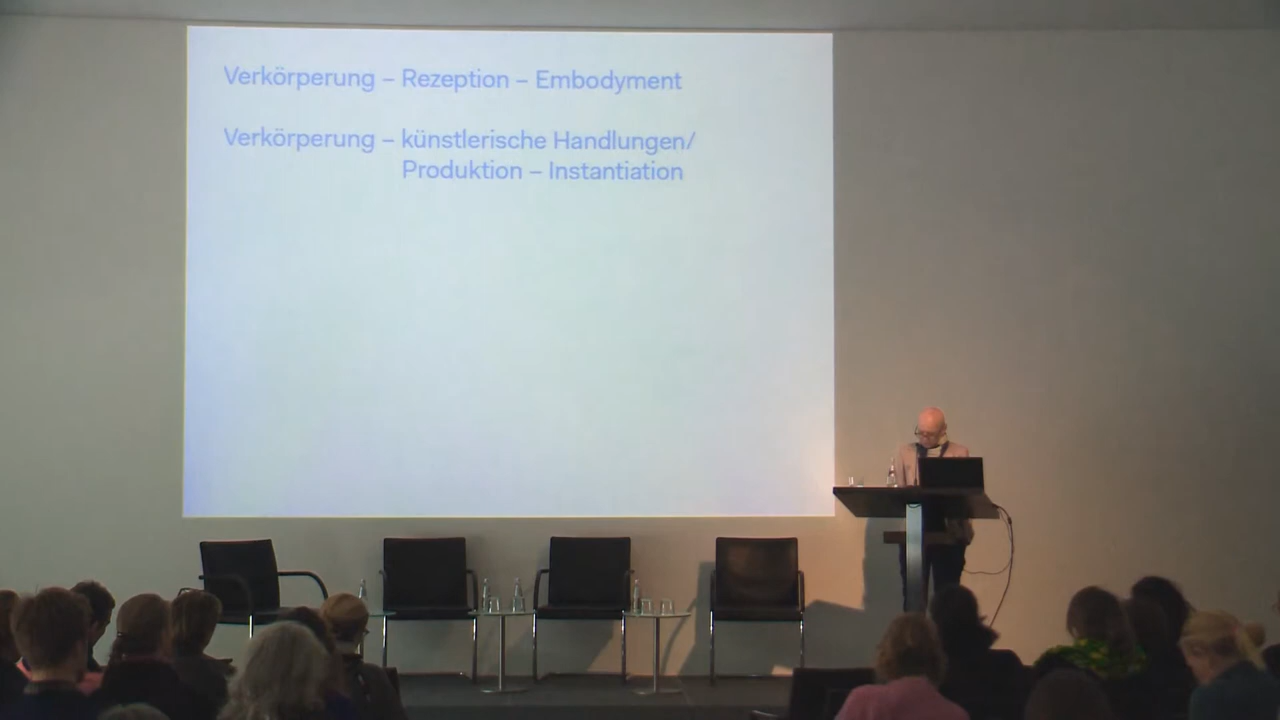 Verkörperung – Rezeption – Embodyment
Verkörperung – künstlerische Handlungen/
Produktion – Instantiation